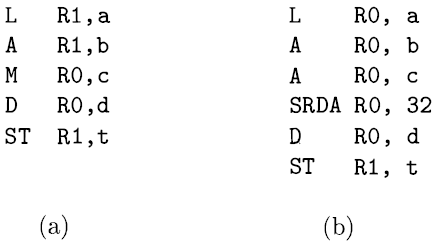 L R1,a
A R1,b
M R0,c
D R0,d
ST R1,t
(a)
L R0, a
A R0, b
A R0, c
SRDA R0, 32
D R0, d
ST R1, t
(b)